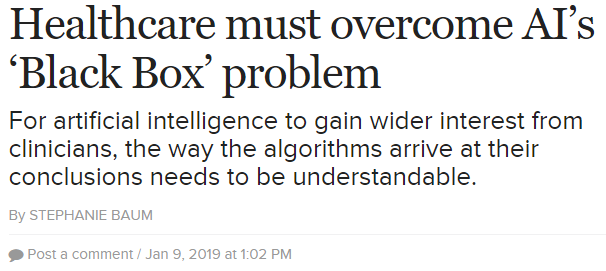 Healthcare must overcome AI’s
‘Black Box’ problem
For artificial intelligence to gain wider interest from
clinicians, the way the algorithms arrive at their
conclusions needs to be understandable.
By STEPHANIE BAUM
Post a comment / Jan 9, 2019 at 1:02 PM